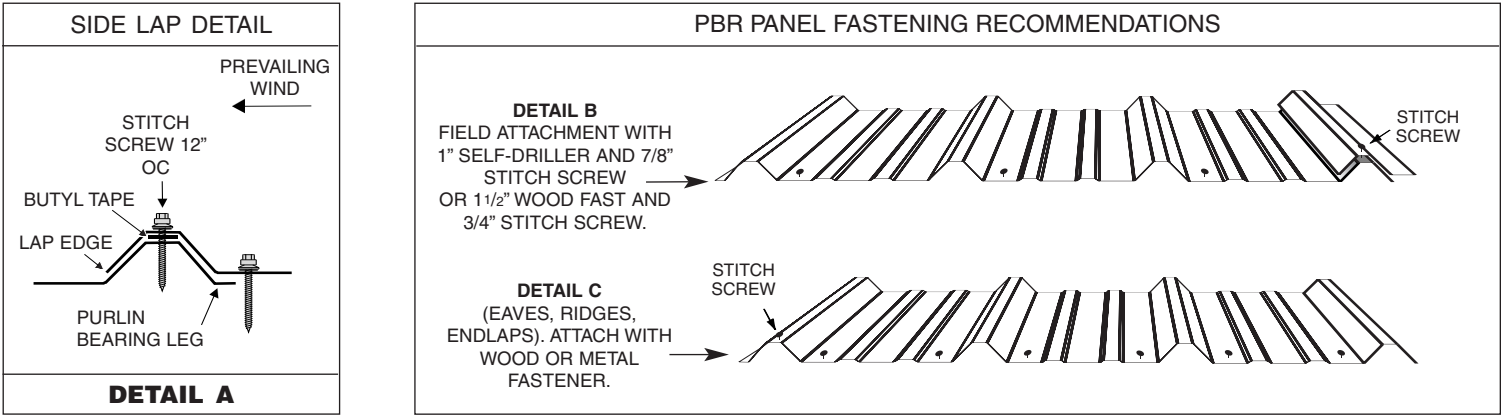 SIDE LAP DETAIL
PREVAILING
WIND
STITCH
SCREW 12”
OC
BUTYL TAPE
LAP EDGE
PURLIN
BEARING LEG
DETAIL A
PBR PANEL FASTENING RECOMMENDATIONS
DETAIL B
FIELD ATTACHMENT WITH
1” SELF-DRILLER AND 7/8”
STITCH SCREW
OR 1 1/2” WOOD FAST AND
3/4” STITCH SCREW.
STITCH
SCREW
STITCH
SCREW
DETAIL C
(EAVES, RIDGES,
ENDLAPS). ATTACH WITH
WOOD OR METAL
FASTENER.